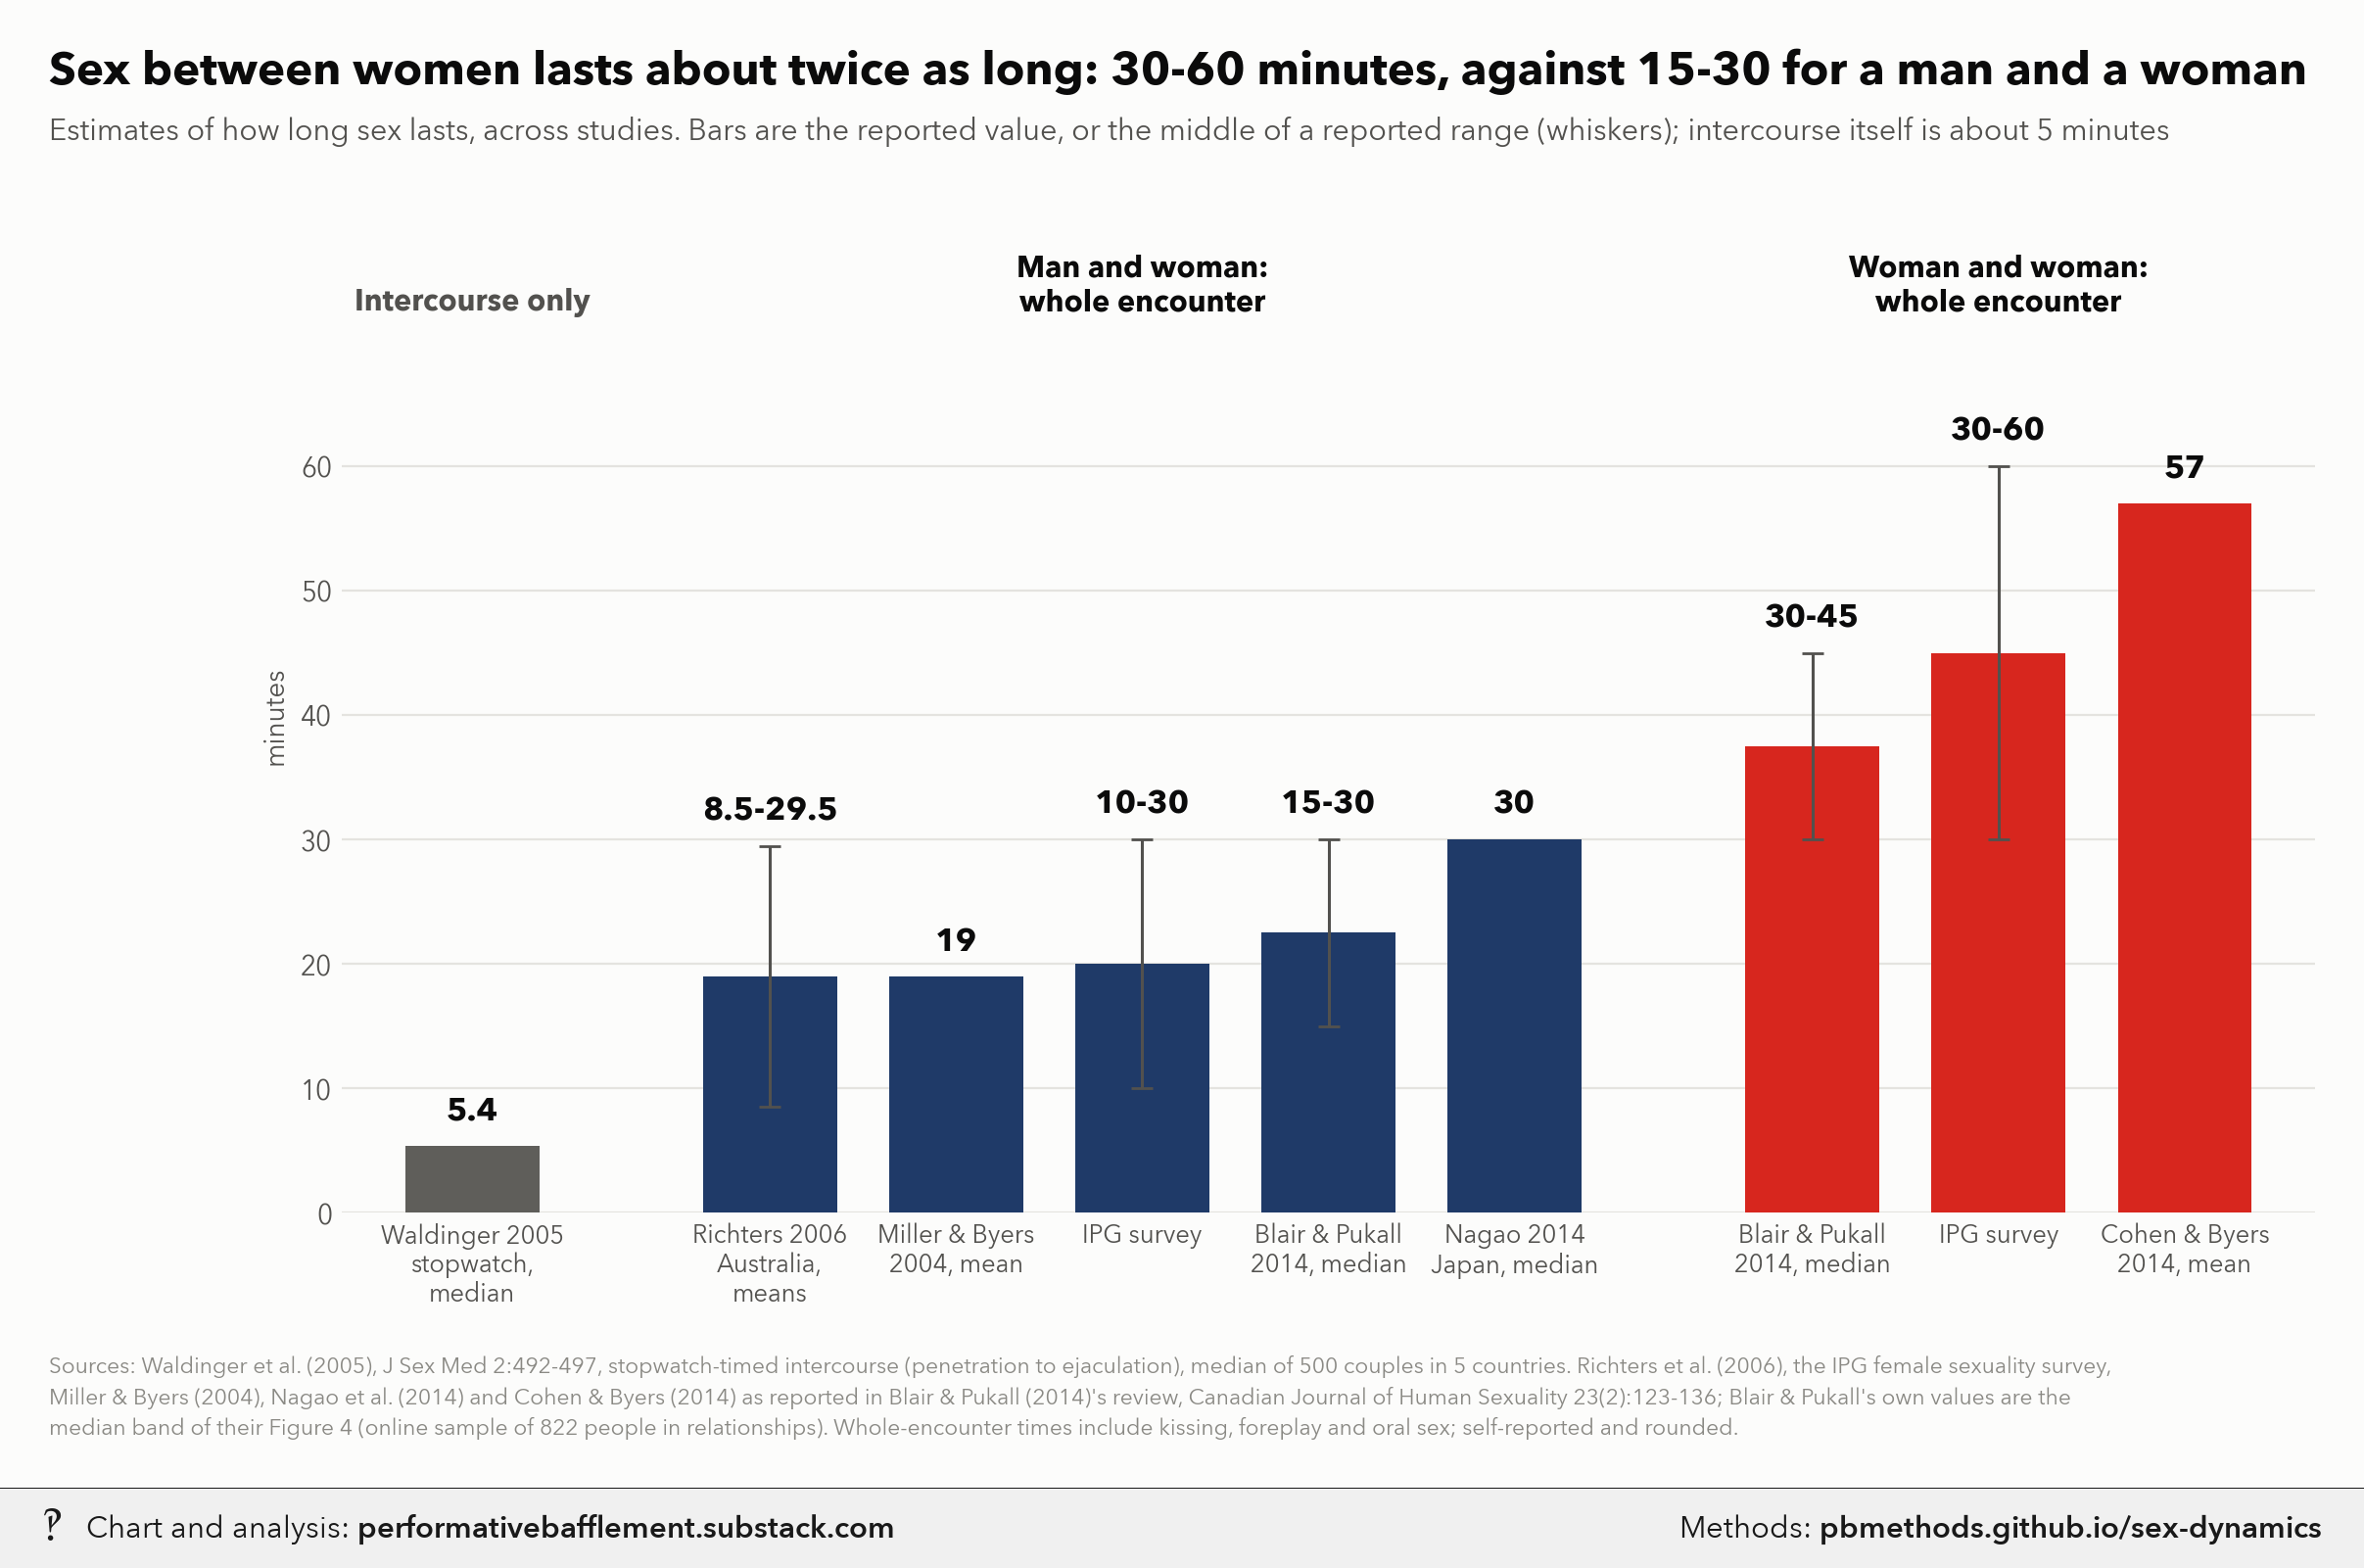 Sex between women lasts about twice as long: 30-60 minutes, against 15-30 for a man and a woman
Estimates of how long sex lasts, across studies. Bars are the reported value, or the middle of a reported range (whiskers); intercourse itself is about 5 minutes
Intercourse only
Man and woman:
whole encounter
Woman and woman:
whole encounter
minutes
60
50
40
30
20
10
0
5.4
8.5-29.5
19
10-30
15-30
30
30-45
30-60
57
Waldinger 2005
stopwatch,
median
Richters 2006
Australia,
means
Miller & Byers
2004, mean
IPG survey
Blair & Pukall
2014, median
Nagao 2014
Japan, median
Blair & Pukall
2014, median
IPG survey
Cohen & Byers
2014, mean
Sources: Waldinger et al. (2005), J Sex Med 2:492-497, stopwatch-timed intercourse (penetration to ejaculation), median of 500 couples in 5 countries. Richters et al. (2006), the IPG female sexuality survey,
Miller & Byers (2004), Nagao et al. (2014) and Cohen & Byers (2014) as reported in Blair & Pukall (2014)'s review, Canadian Journal of Human Sexuality 23(2):123-136; Blair & Pukall's own values are the
median band of their Figure 4 (online sample of 822 people in relationships). Whole-encounter times include kissing, foreplay and oral sex; self-reported and rounded.
‽ Chart and analysis: performativebafflement.substack.com
Methods: pbmethods.github.io/sex-dynamics